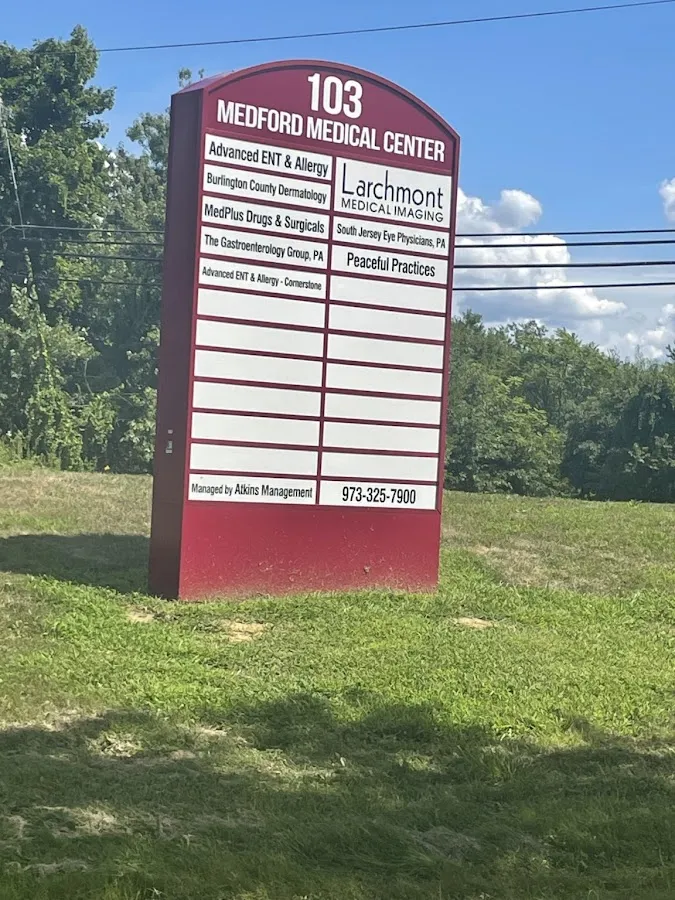 103
MEDFORD MEDICAL CENTER
Advanced ENT & Allergy
Burlington County Dermatology
MedPlus Drugs & Surgicals
The Gastroenterology Group, PA
Advanced ENT & Allergy - Cornerstone
Larchmont
MEDICAL IMAGING
South Jersey Eye Physicians, PA
Peaceful Practices
Managed by Atkins Management
973-325-7900